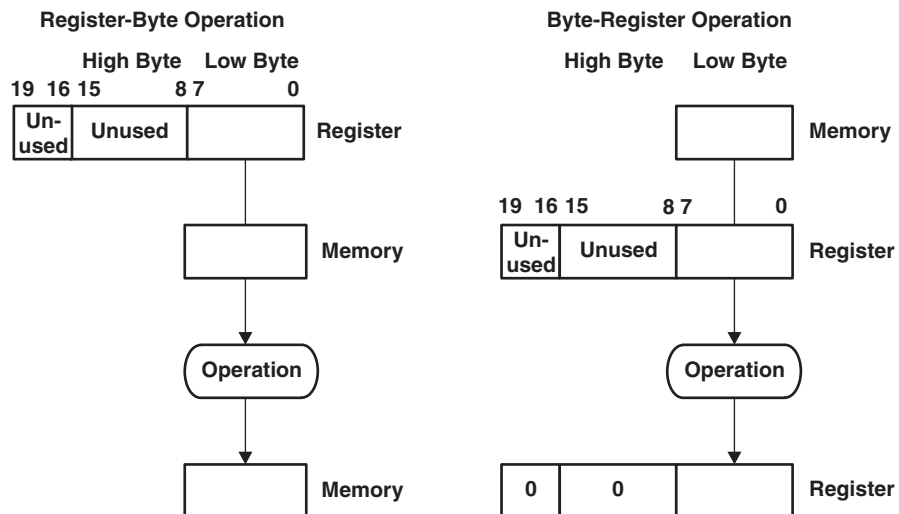 Register-Byte Operation
High Byte Low Byte
19 16 15 8 7 0
Un-
used
Unused
Register
Memory
Operation
Memory
Byte-Register Operation
High Byte Low Byte
Memory
19 16 15 8 7 0
Un-
used
Unused
Register
Operation
0 0
Register